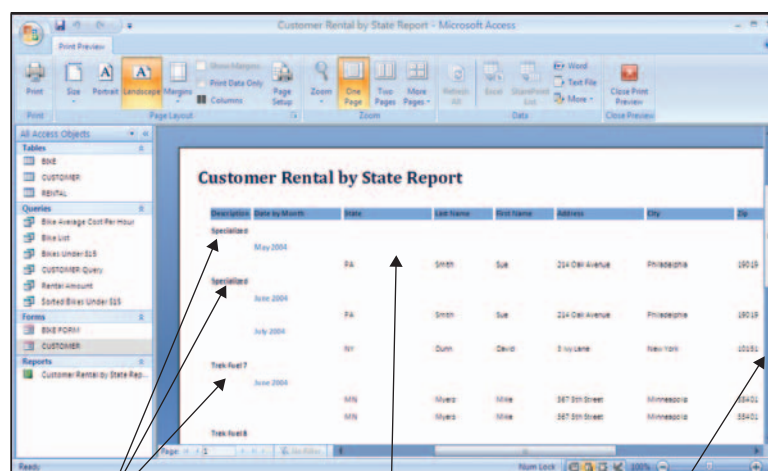 Customer Rental by State Report - Microsoft Access
Print Preview
Show Margins
Print Data Only
Columns
Print
Size
Portrait
Landscape
Margins
Page Setup
Zoom
One Page
Two Pages
More Pages
Refresh All
Excel
SharePoint List
Word
Text File
More
Close Print Preview
Print
Page Layout
Zoom
Data
Close Preview
All Access Objects
Tables
BIKE
CUSTOMER
RENTAL
Queries
Bike Average Cost Per Hour
Bike List
Bikes Under $15
CUSTOMER Query
Rental Amount
Sorted Bikes Under $15
Forms
BIKE FORM
CUSTOMER
Reports
Customer Rental by State Rep...
Customer Rental by State Report
Description Date by Month State Last Name First Name Address City Zip
Specialized
May 2004
PA Smith Sue 214 Oak Avenue Philadelphia 19019
Specialized
June 2004
PA Smith Sue 214 Oak Avenue Philadelphia 19019
July 2004
NY Dunn David 5 Ivy Lane New York 10151
Trek Fuel 7
June 2004
MN Myers Mike 567 5th Street Minneapolis 55401
MN Myers Mike 567 5th Street Minneapolis 55401
Trek Fuel 8
Page: 1 No Filter
Ready Num Lock 100%